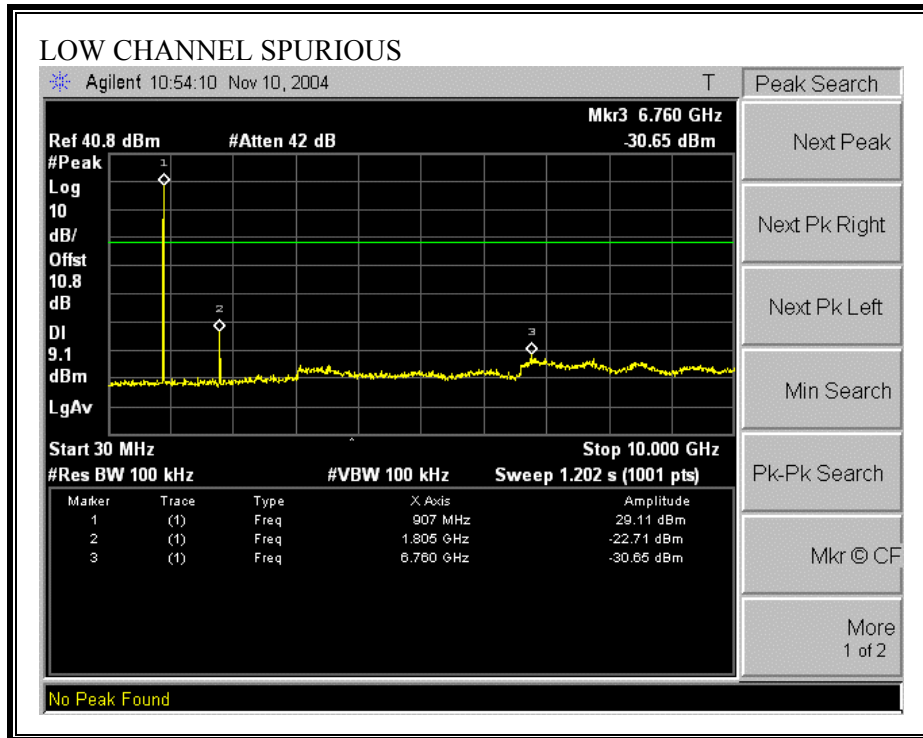 LOW CHANNEL SPURIOUS
Agilent 10:54:10 Nov 10, 2004 T
Peak Search
Mkr3 6.760 GHz
Ref 40.8 dBm #Atten 42 dB -30.65 dBm
#Peak
Log
10
dB/
Offst
10.8
dB
DI
9.1
dBm
LgAv
1
2
3
Start 30 MHz Stop 10.000 GHz
#Res BW 100 kHz #VBW 100 kHz Sweep 1.202 s (1001 pts)
Marker Trace Type X Axis Amplitude
1 (1) Freq 907 MHz 29.11 dBm
2 (1) Freq 1.805 GHz -22.71 dBm
3 (1) Freq 6.760 GHz -30.65 dBm
Next Peak
Next Pk Right
Next Pk Left
Min Search
Pk-Pk Search
Mkr © CF
More
1 of 2
No Peak Found